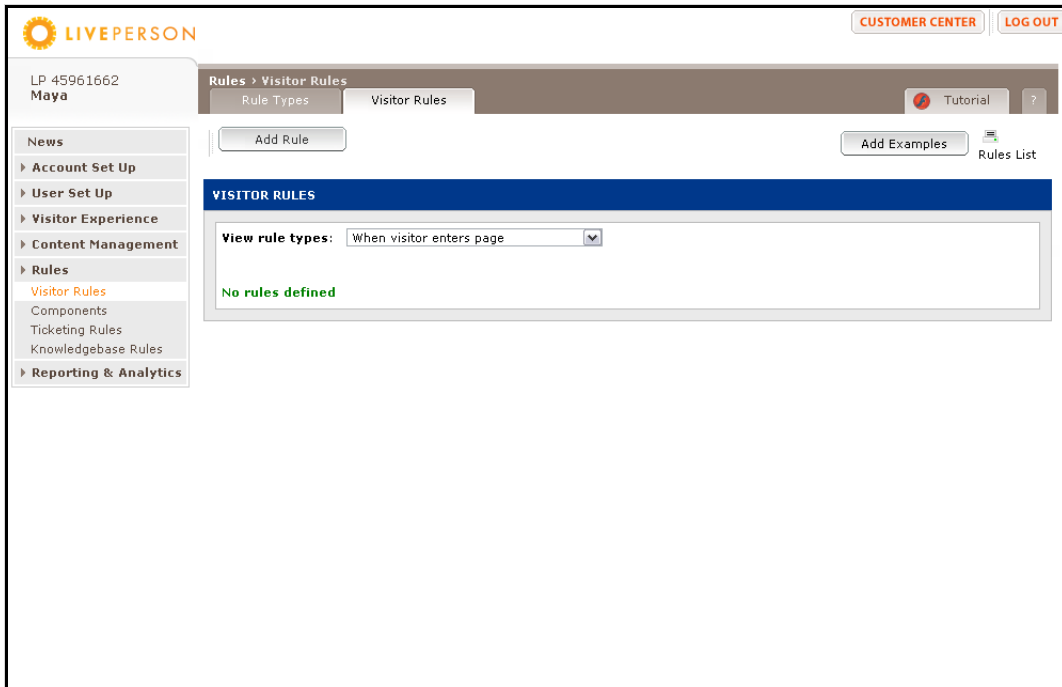 LIVEPERSON
CUSTOMER CENTER
LOG OUT
LP 45961662
Maya
Rules > Visitor Rules
Rule Types
Visitor Rules
Tutorial
?
News
Account Set Up
User Set Up
Visitor Experience
Content Management
Rules
Visitor Rules
Components
Ticketing Rules
Knowledgebase Rules
Reporting & Analytics
Add Rule
Add Examples
Rules List
VISITOR RULES
View rule types: When visitor enters page
No rules defined